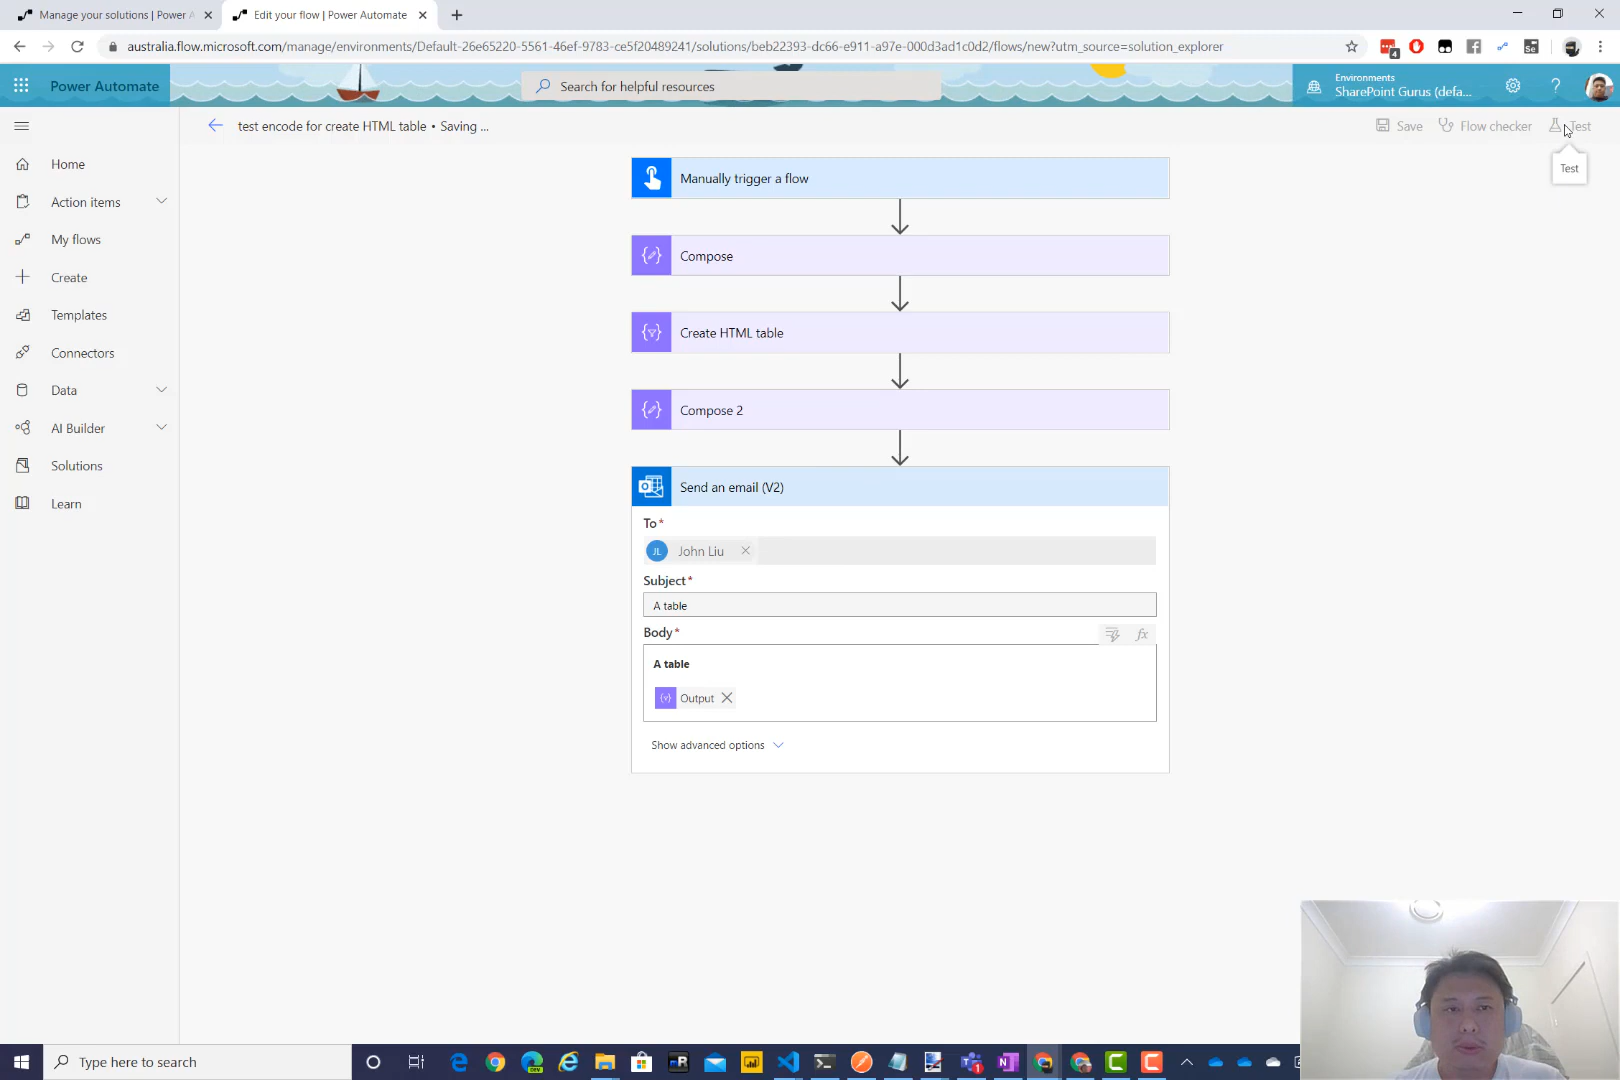 Manage your solutions | Power A
Edit your flow | Power Automate
australia.flow.microsoft.com/manage/environments/Default-26e65220-5561-46ef-9783-ce5f20489241/solutions/beb22393-dc66-e911-a97e-000d3ad1c0d2/flows/new?utm_source=solution_explorer
4
Se
Power Automate
Search for helpful resources
Environments
SharePoint Gurus (defa...
?
test encode for create HTML table • Saving ...
Save
Flow checker
Test
Test
Home
Action items
My flows
Create
Templates
Connectors
Data
AI Builder
Solutions
Learn
Manually trigger a flow
Compose
Create HTML table
Compose 2
Send an email (V2)
To*
JL
John Liu
Subject*
A table
Body*
fx
A table
Output
Show advanced options
Type here to search